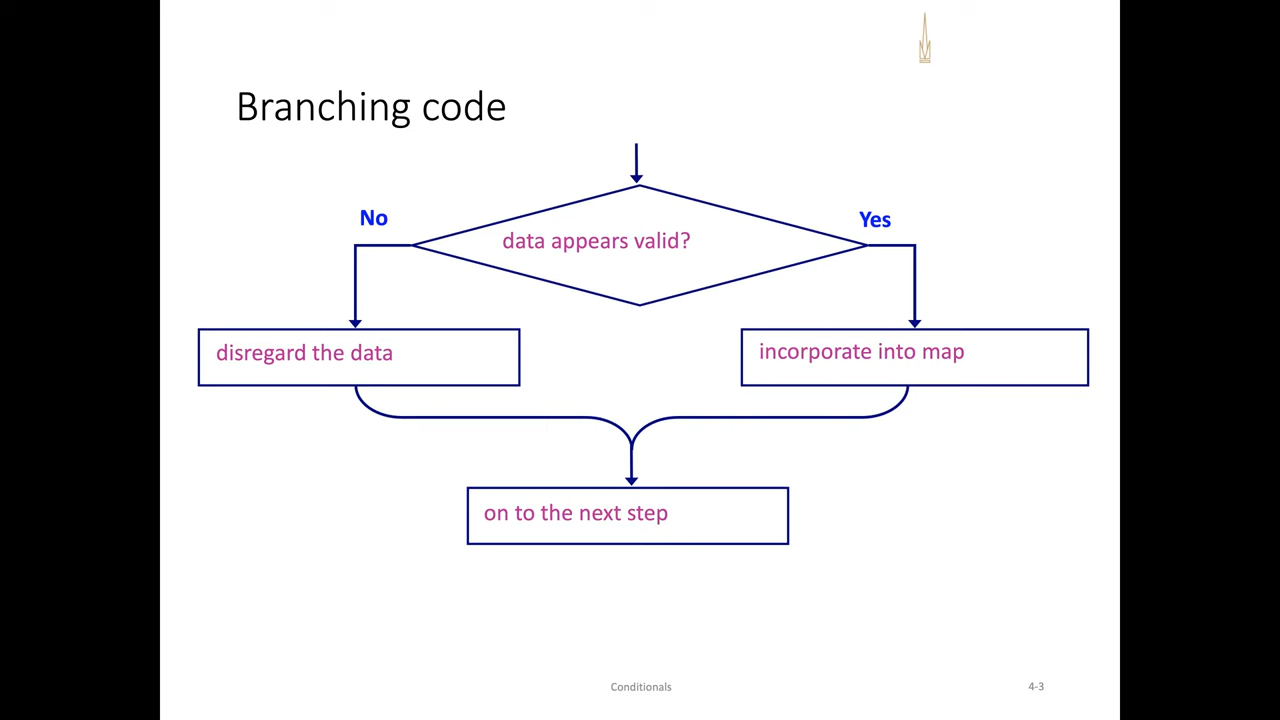 Branching code
No
Yes
data appears valid?
disregard the data
incorporate into map
on to the next step
Conditionals
4-3